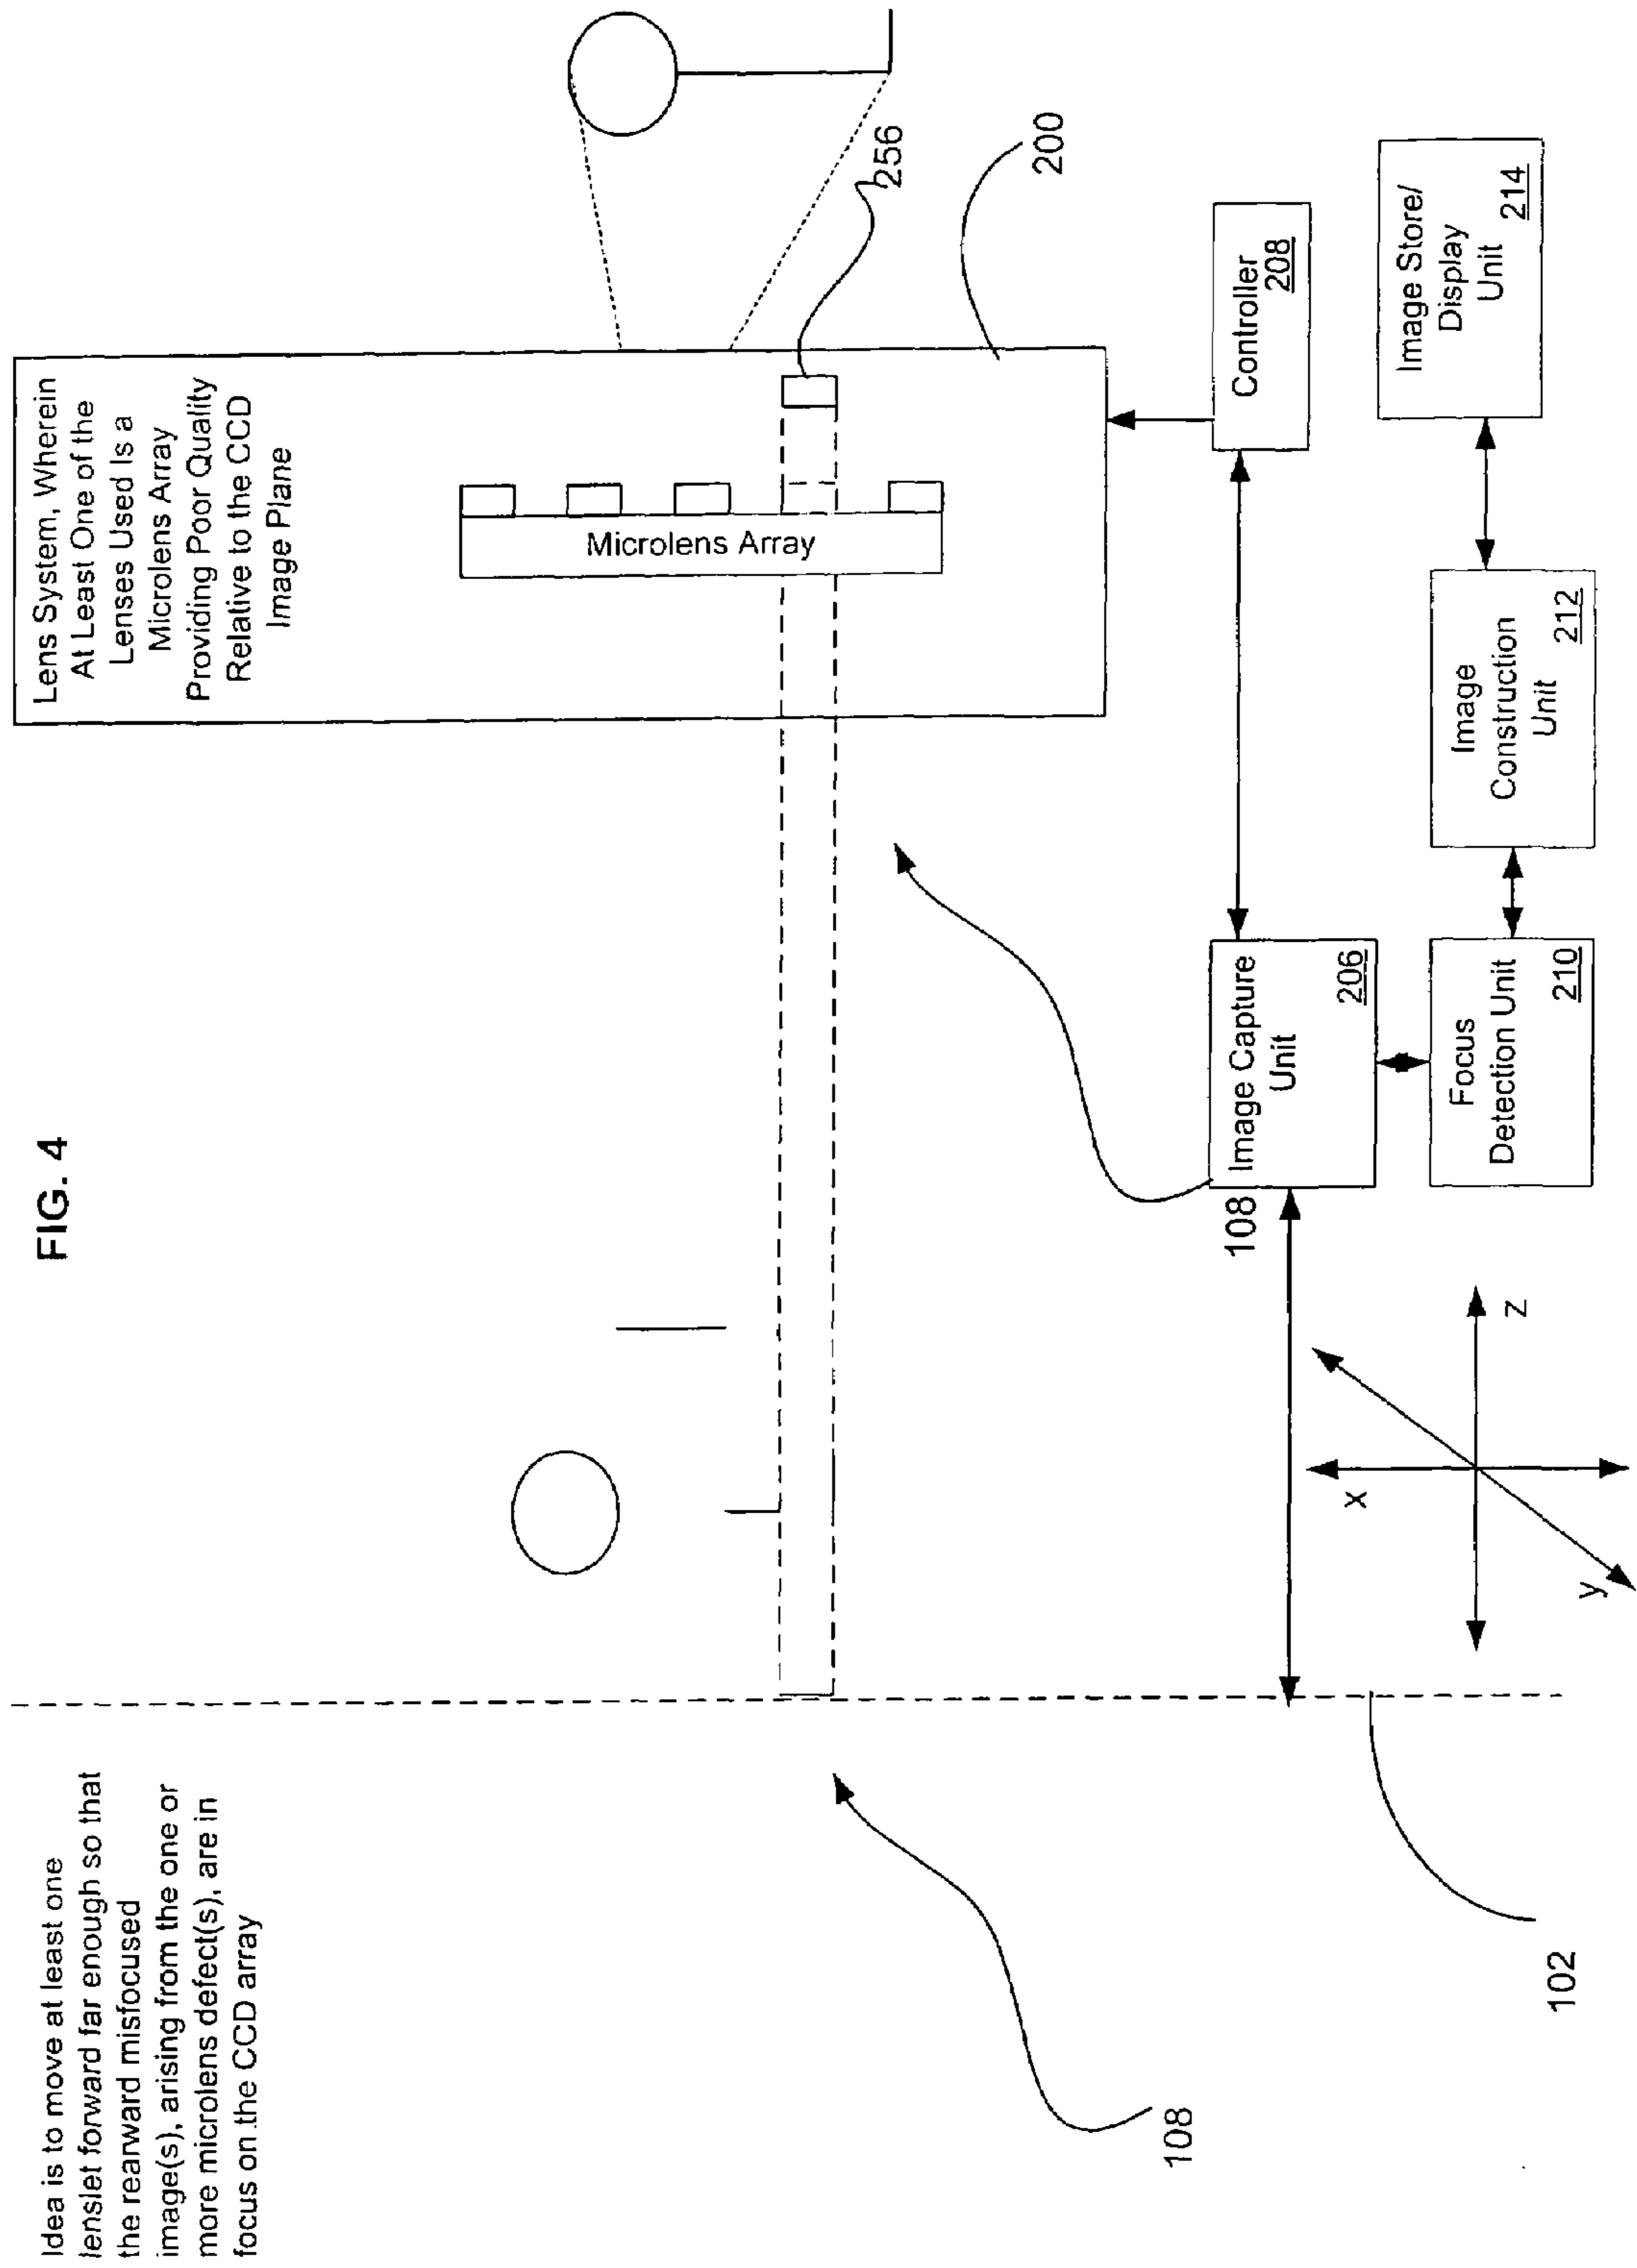 FIG. 4
Idea is to move at least one
lenslet forward far enough so that
the rearward misfocused
image(s), arising from the one or
more microlens defect(s), are in
focus on the CCD array
Lens System, Wherein
At Least One of the
Lenses Used Is a
Microlens Array
Providing Poor Quality
Relative to the CCD
Image Plane
Microlens Array
256
200
108
108
102
Image Capture
Unit
206
Controller
208
Focus
Detection Unit
210
Image
Construction
Unit
212
Image Store/
Display
Unit
214
x
y
z